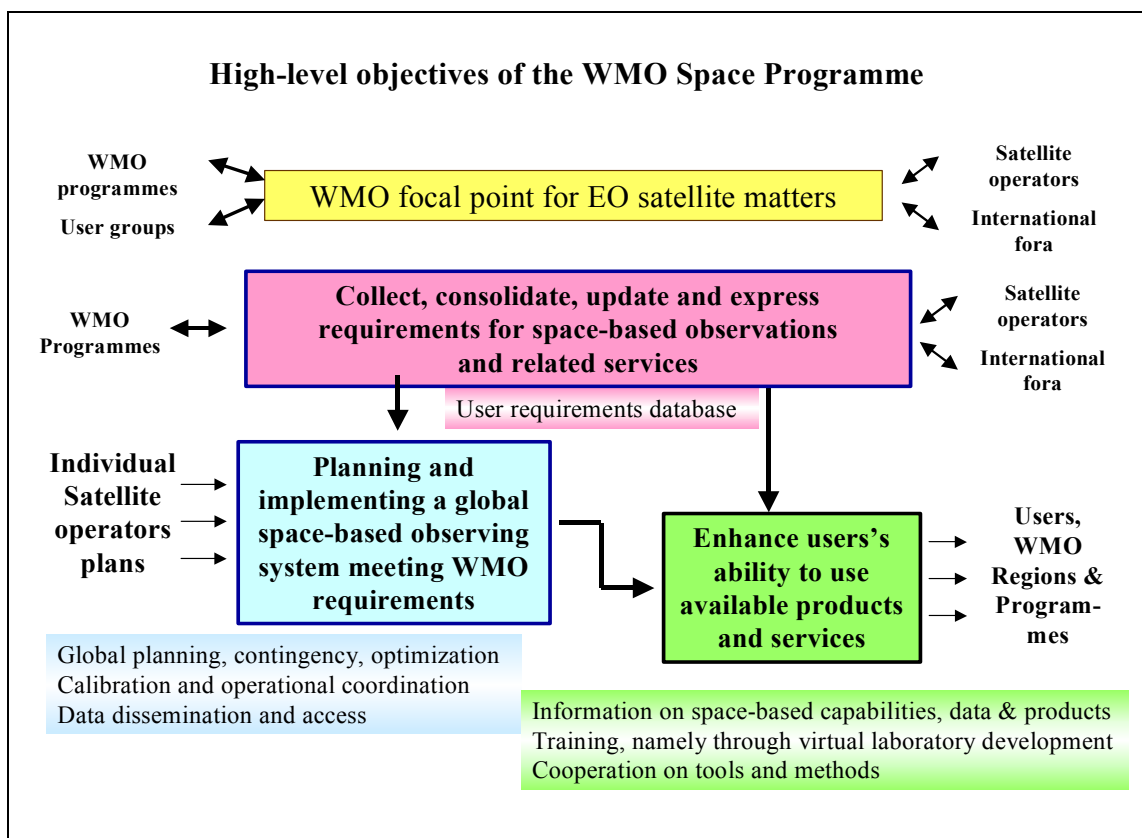 High-level objectives of the WMO Space Programme
WMO
programmes
User groups
WMO focal point for EO satellite matters
Satellite
operators
International
fora
WMO
Programmes
Collect, consolidate, update and express
requirements for space-based observations
and related services
Satellite
operators
International
fora
User requirements database
Individual
Satellite
operators
plans
Planning and
implementing a global
space-based observing
system meeting WMO
requirements
Enhance users's
ability to use
available products
and services
Users,
WMO
Regions &
Program-
mes
Global planning, contingency, optimization
Calibration and operational coordination
Data dissemination and access
Information on space-based capabilities, data & products
Training, namely through virtual laboratory development
Cooperation on tools and methods